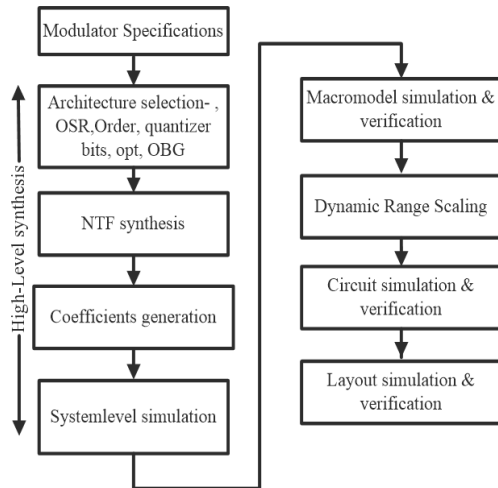 Modulator Specifications
Architecture selection- ,
OSR,Order, quantizer
bits, opt, OBG
NTF synthesis
Coefficients generation
Systemlevel simulation
High-Level synthesis
Macromodel simulation &
verification
Dynamic Range Scaling
Circuit simulation &
verification
Layout simulation &
verification